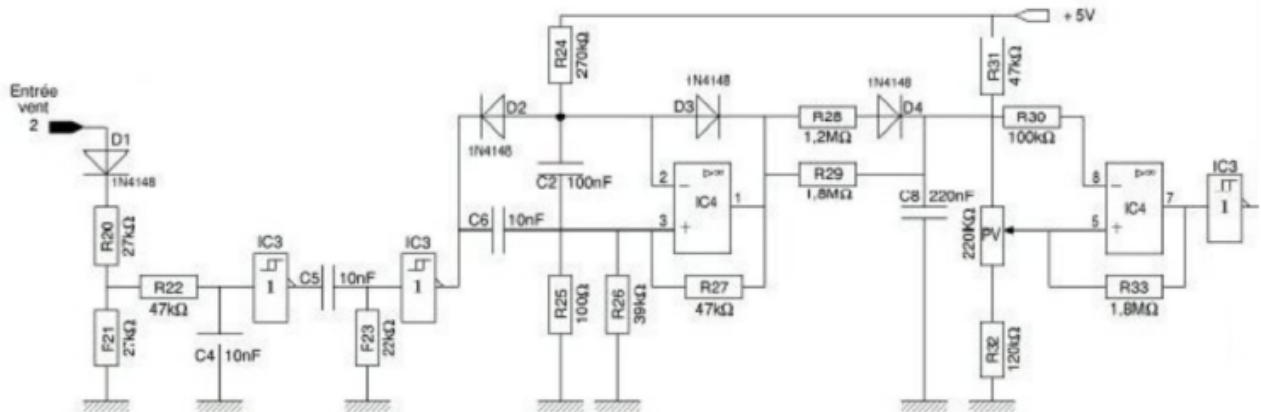 + 5V
R24
270kΩ
R31
47kΩ
Entrée
vent
2
D1
1N4148
D2
1N4148
1N4148
D3
1N4148
D4
R28
1,2MΩ
R30
100kΩ
R29
1,8MΩ
C2
100nF
2
3
IC4
1
C8
220nF
8
5
IC4
7
IC3
1
C6
10nF
R20
27kΩ
R22
47kΩ
IC3
1
C5
10nF
IC3
1
220KΩ
PV
F21
27kΩ
C4
10nF
F23
22kΩ
R25
100Ω
R26
39kΩ
R27
47kΩ
R33
1,8MΩ
R32
120kΩ